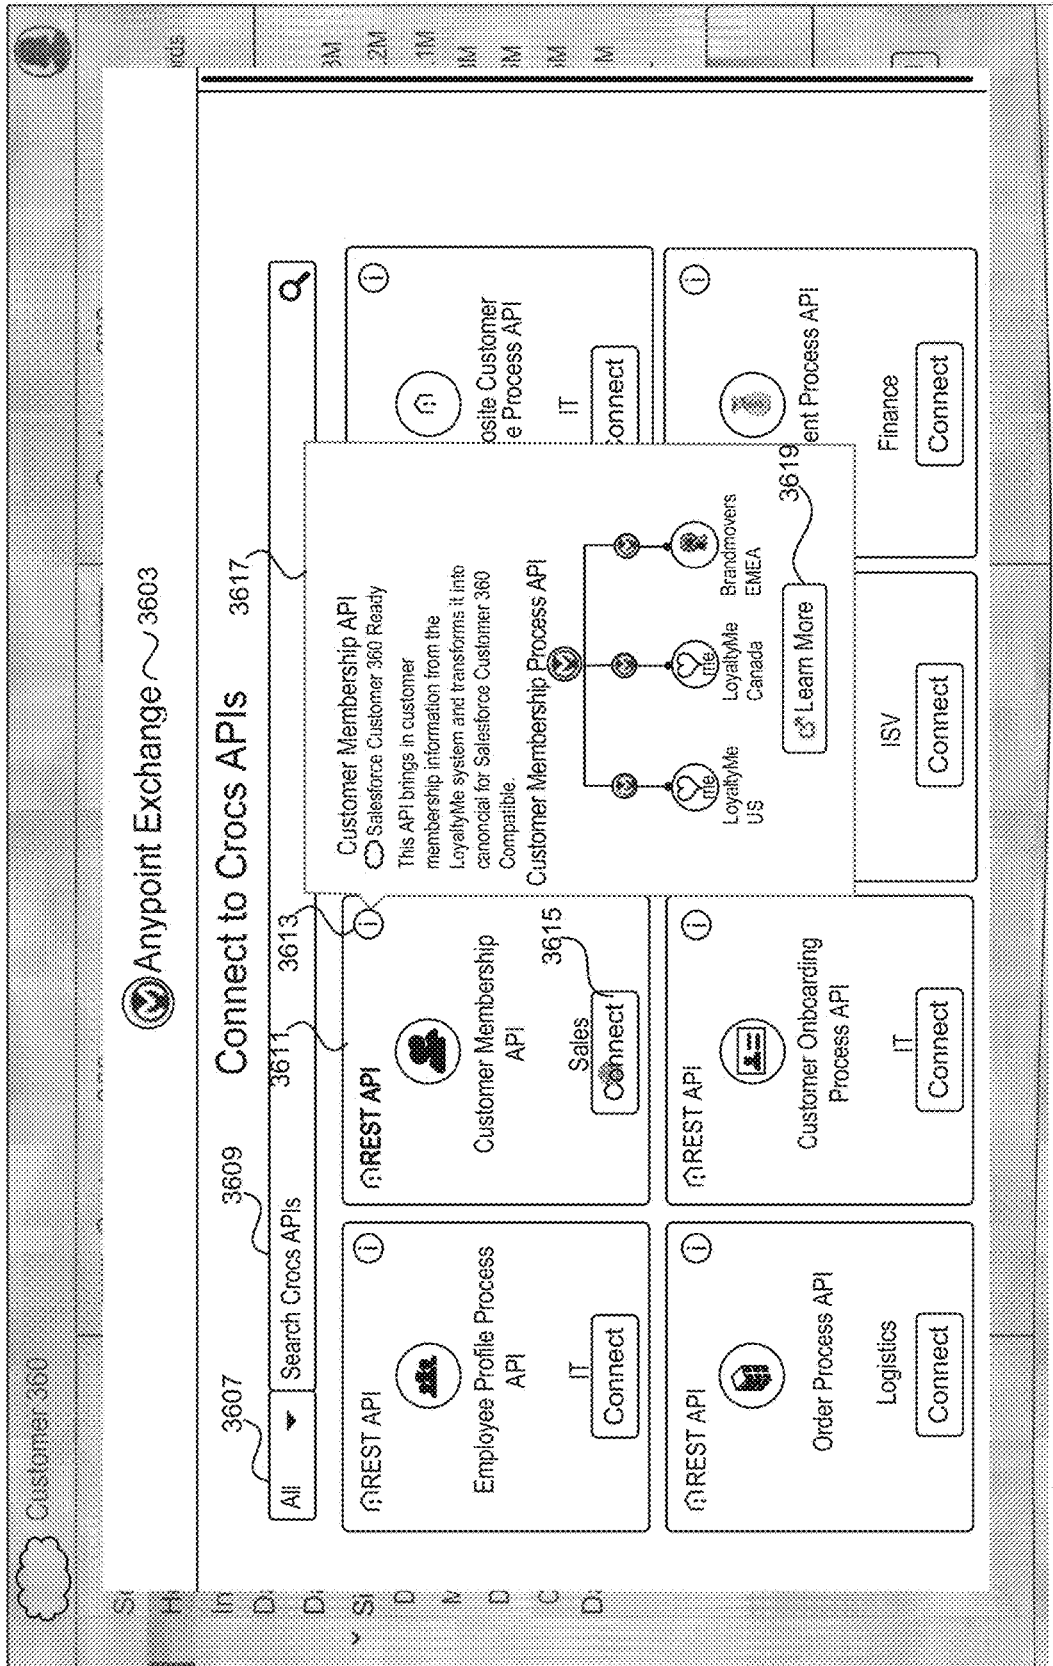 Customer 360
Anypoint Exchange 3603
Connect to Crocs APIs
3607
3609
3611
3613
3617
All
Search Crocs APIs
REST API
Employee Profile Process
API
IT
Connect
REST API
Customer Membership
API
Sales
3615
Connect
Customer Membership API
Salesforce Customer 360 Ready
This API brings in customer
membership information from the
LoyaltyMe system and transforms it into
canoncial for Salesforce Customer 360
Compatible.
Customer Membership Process API
me
LoyaltyMe
US
me
LoyaltyMe
Canada
Brandmovers
EMEA
Learn More
3619
osite Customer
e Process API
IT
onnect
REST API
Order Process API
Logistics
Connect
REST API
Customer Onboarding
Process API
IT
Connect
ISV
Connect
ent Process API
Finance
Connect